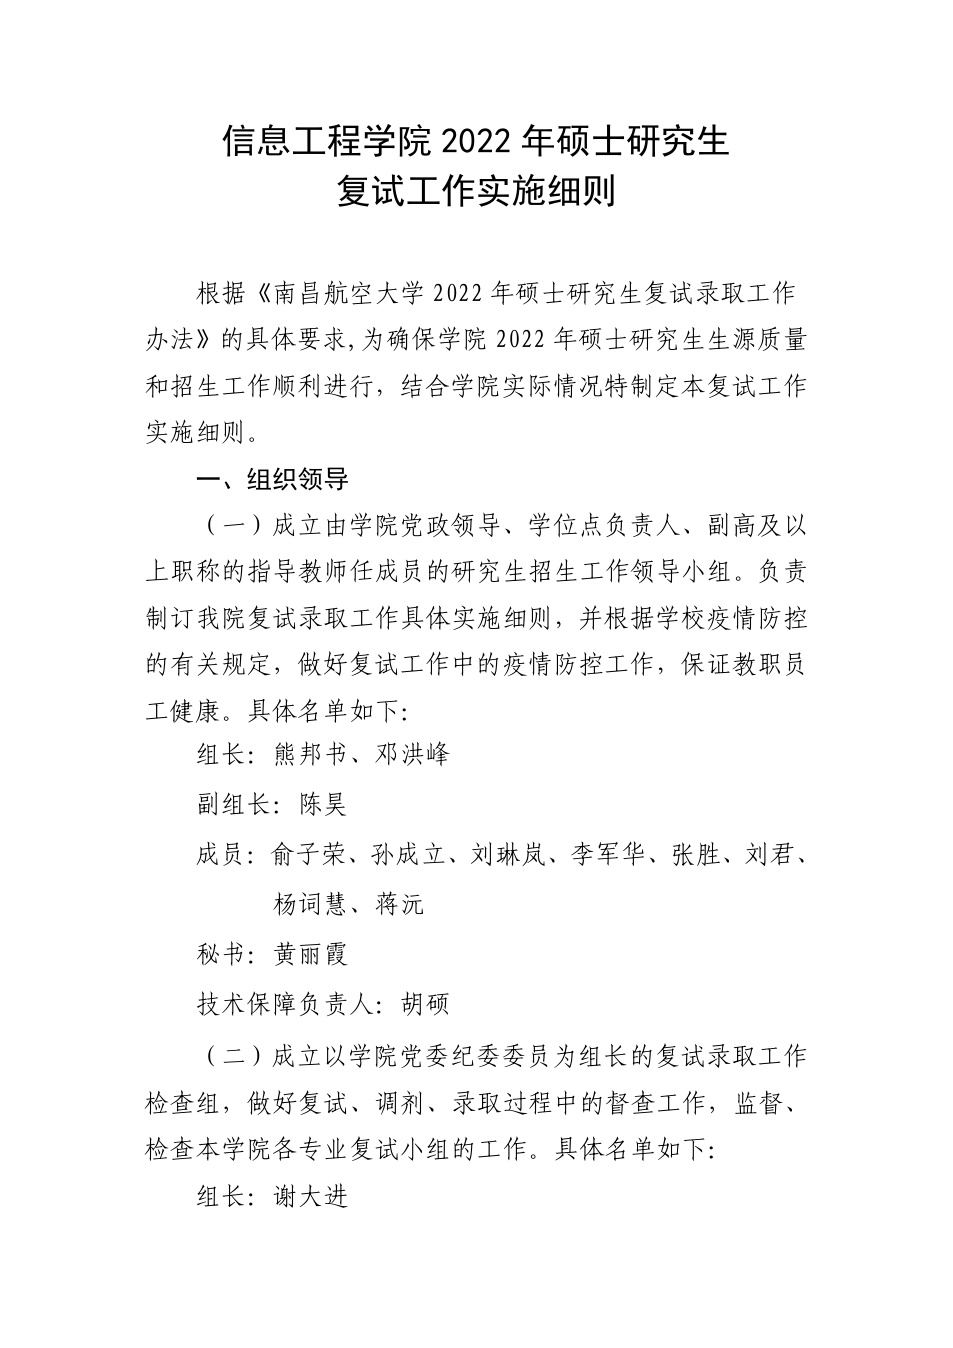 信息工程学院 2022 年硕士研究生
复试工作实施细则
根据《南昌航空大学 2022 年硕士研究生复试录取工作
办法》的具体要求,为确保学院 2022 年硕士研究生生源质量
和招生工作顺利进行，结合学院实际情况特制定本复试工作
实施细则。
一、组织领导
（一）成立由学院党政领导、学位点负责人、副高及以
上职称的指导教师任成员的研究生招生工作领导小组。负责
制订我院复试录取工作具体实施细则，并根据学校疫情防控
的有关规定，做好复试工作中的疫情防控工作，保证教职员
工健康。具体名单如下：
组长：熊邦书、邓洪峰
副组长：陈昊
成员：俞子荣、孙成立、刘琳岚、李军华、张胜、刘君、
杨词慧、蒋沅
秘书：黄丽霞
技术保障负责人：胡硕
（二）成立以学院党委纪委委员为组长的复试录取工作
检查组，做好复试、调剂、录取过程中的督查工作，监督、
检查本学院各专业复试小组的工作。具体名单如下：
组长：谢大进